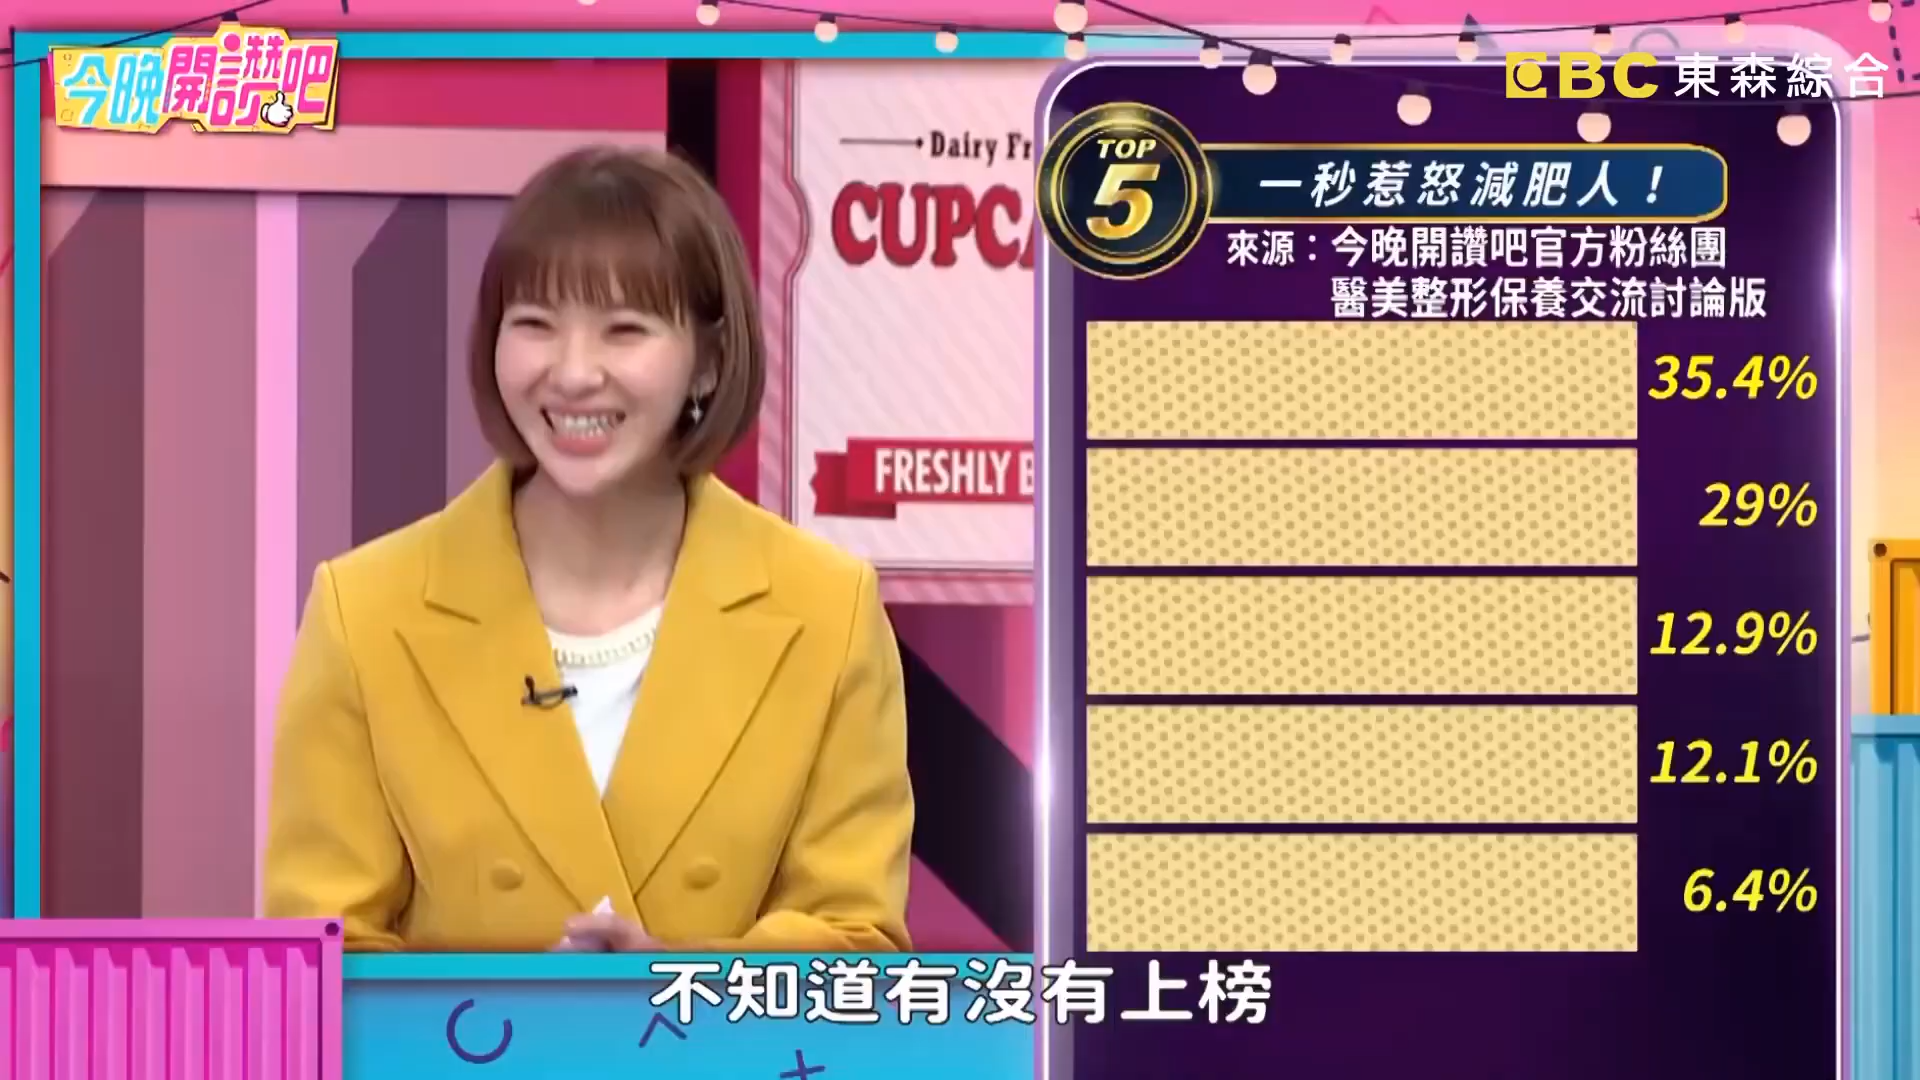 今晚開讚吧
EBC 東森綜合
Dairy Fr
CUPCA
FRESHLY B
TOP
5
一秒惹怒減肥人！
來源：今晚開讚吧官方粉絲團
醫美整形保養交流討論版
35.4%
29%
12.9%
12.1%
6.4%
不知道有沒有上榜